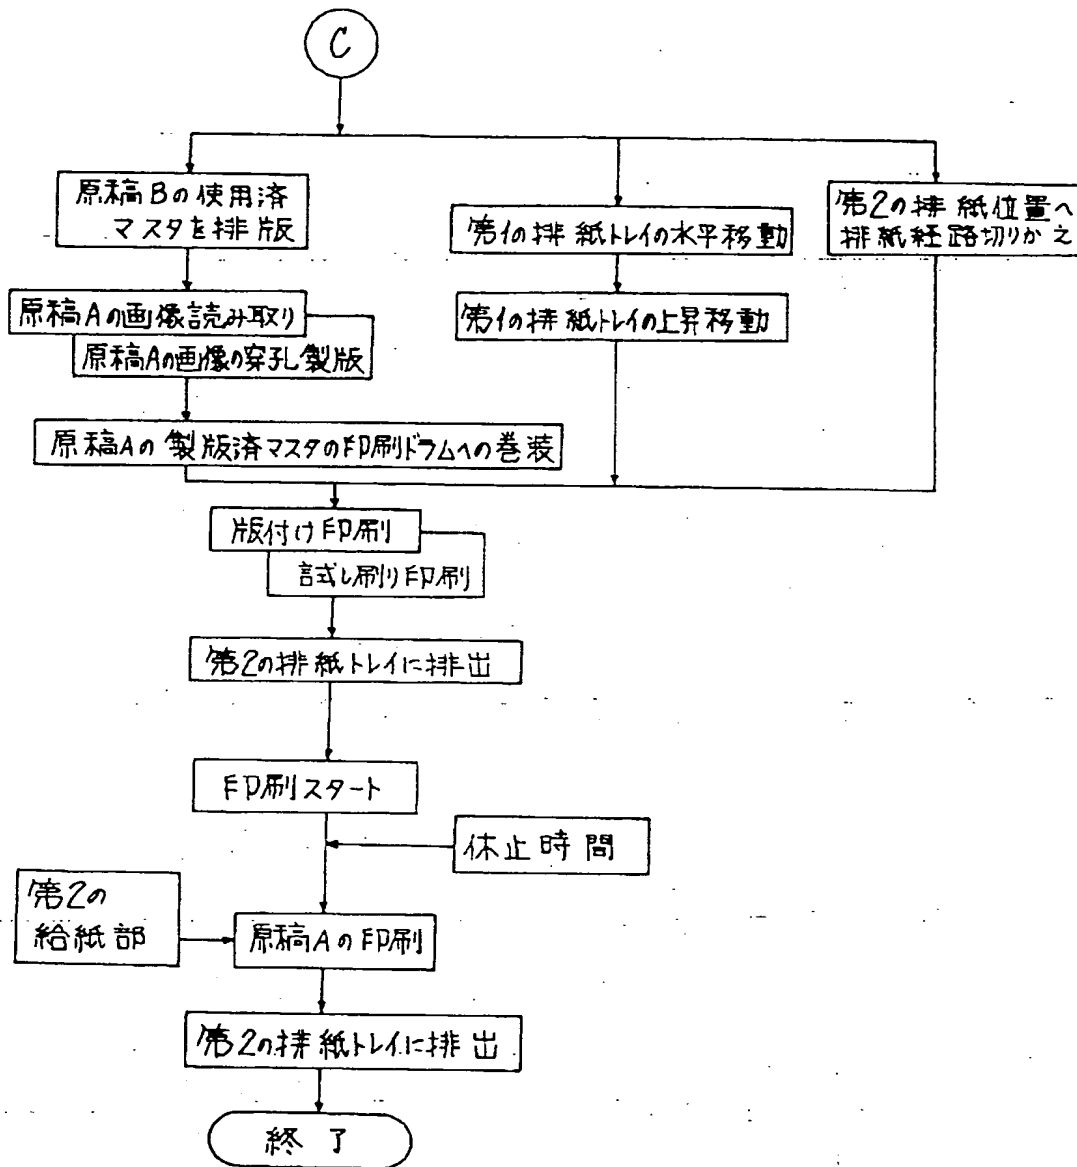 C
原稿Bの使用済
マスタを排版
第1の排紙トレイの水平移動
第2の排紙位置へ
排紙経路切りかえ
原稿Aの画像読み取り
第1の排紙トレイの上昇移動
原稿Aの画像の穿孔製版
原稿Aの製版済マスタの印刷ドラムへの巻装
版付け印刷
試し刷り印刷
第2の排紙トレイに排出
印刷スタート
休止時間
第2の
給紙部
原稿Aの印刷
第2の排紙トレイに排出
終了